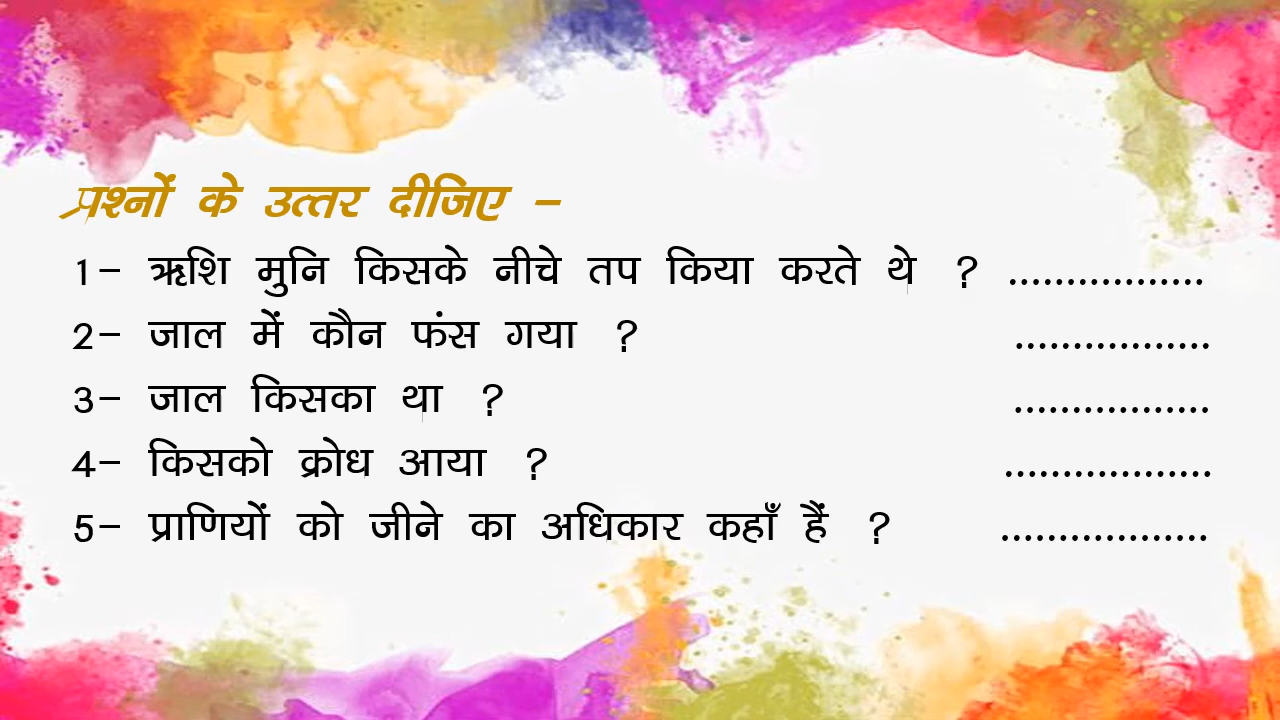 प्रश्नों के उत्तर दीजिए –
1– ऋशि मुनि किसके नीचे तप किया करते थे ? .................
2– जाल में कौन फंस गया ? .................
3– जाल किसका था ? .................
4– किसको क्रोध आया ? ..................
5– प्राणियों को जीने का अधिकार कहाँ हैं ? ..................